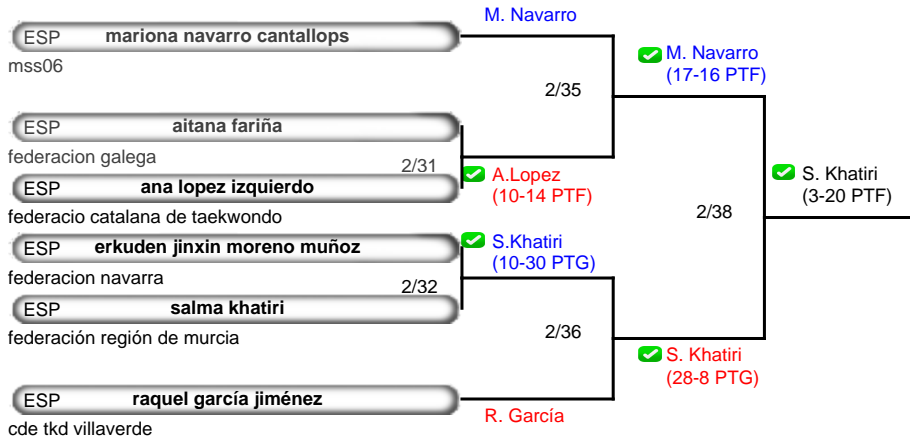 M. Navarro
ESP mariona navarro cantallops
mss06
M. Navarro
(17-16 PTF)
2/35
ESP aitana fariña
federacion galega
2/31
A.Lopez
(10-14 PTF)
S. Khatiri
(3-20 PTF)
ESP ana lopez izquierdo
federacio catalana de taekwondo
2/38
ESP erkuden jinxin moreno muñoz
S.Khatiri
(10-30 PTG)
federacion navarra
2/32
ESP salma khatiri
federación región de murcia
2/36
S. Khatiri
(28-8 PTG)
ESP raquel garcía jiménez
R. García
cde tkd villaverde